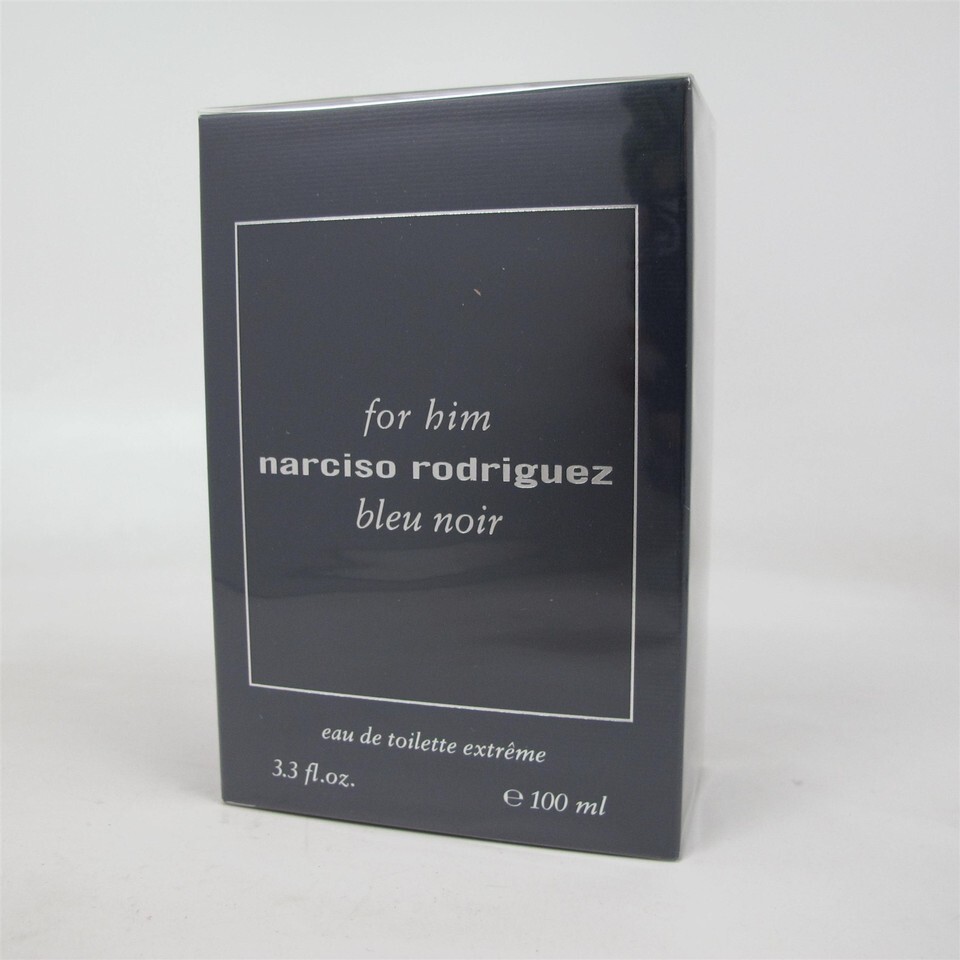 for him
narciso rodriguez
bleu noir
eau de toilette extrême
3.3 fl.oz.
℮ 100 ml